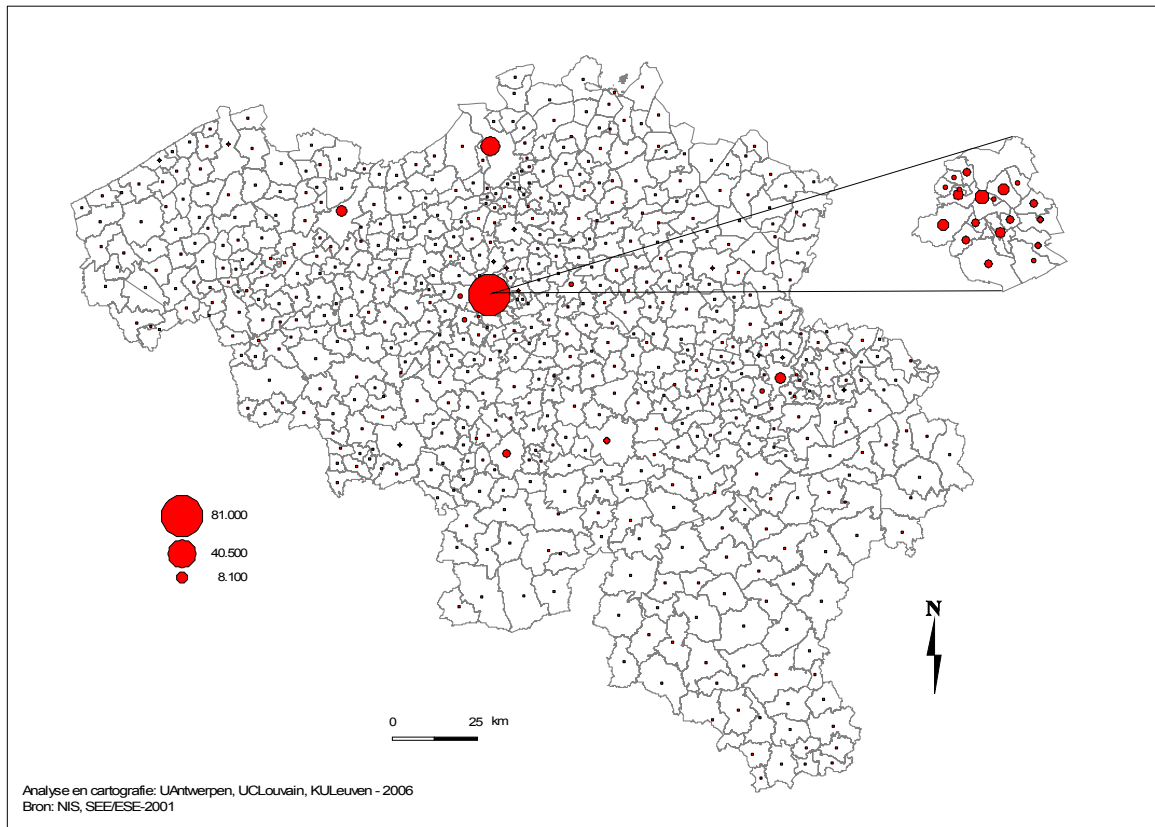 81.000
40.500
8.100
N
0 25 km
Analyse en cartografie: UAntwerpen, UCLouvain, KULeuven - 2006
Bron: NIS, SEE/ESE-2001